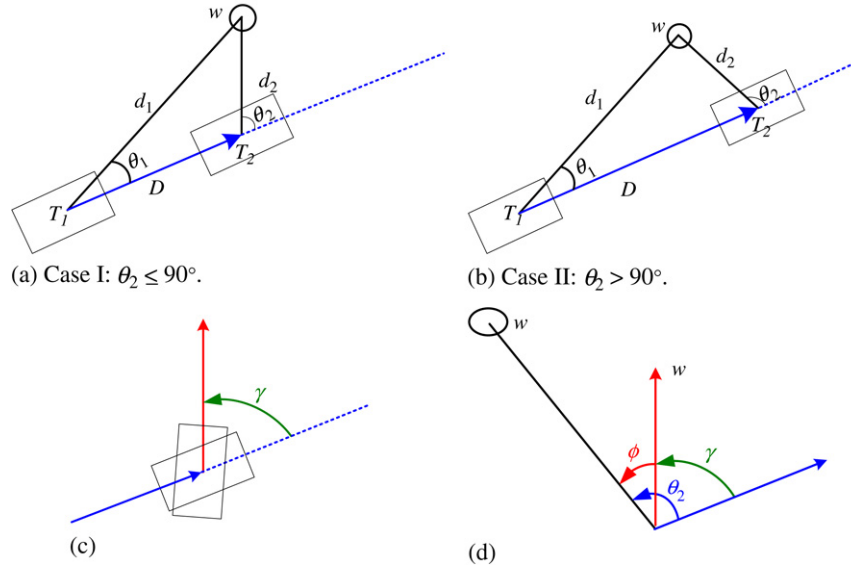 w
w
d₂
d₁
d₂
d₁
θ₂
θ₂
T₂
T₂
θ₁
θ₁
D
D
T₁
T₁
(a) Case I: θ₂ ≤ 90°.
(b) Case II: θ₂ > 90°.
w
w
γ
ϕ
γ
θ₂
(c)
(d)